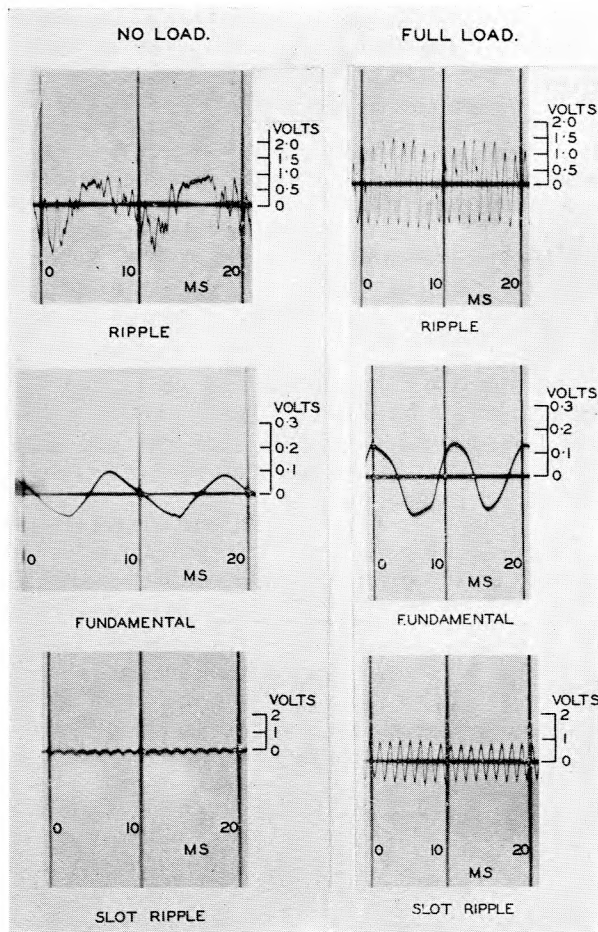 NO LOAD.
FULL LOAD.
VOLTS
2·0
1·5
1·0
0·5
0
0 10 20
MS
RIPPLE
VOLTS
2·0
1·5
1·0
0·5
0
0 10 20
MS
RIPPLE
VOLTS
0·3
0·2
0·1
0
0 10 20
MS
FUNDAMENTAL
VOLTS
0·3
0·2
0·1
0
0 10 20
MS
FUNDAMENTAL
VOLTS
2
1
0
0 10 20
MS
SLOT RIPPLE
VOLTS
2
1
0
0 10 20
MS
SLOT RIPPLE